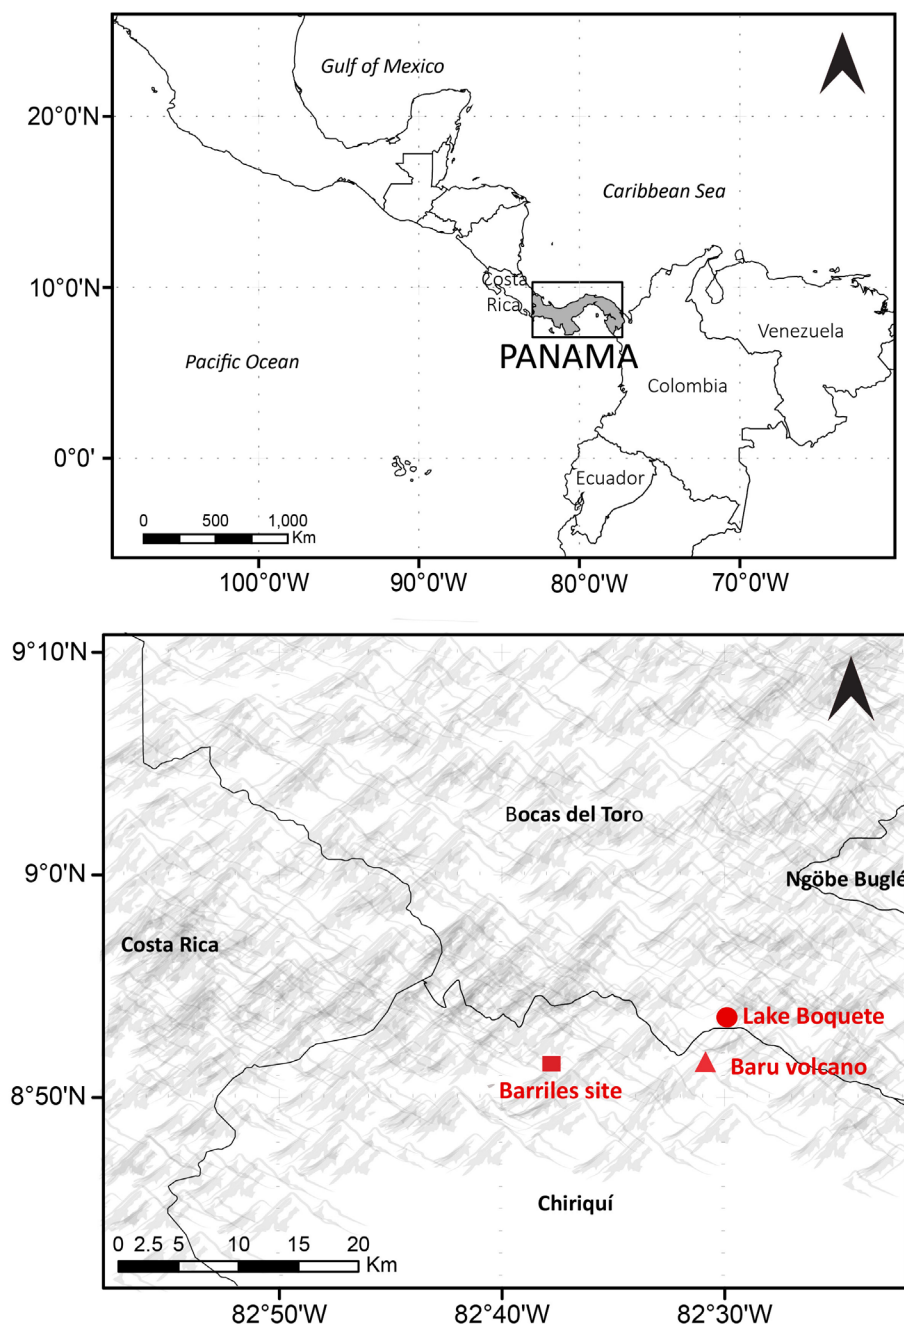 Gulf of Mexico
20°0'N
Caribbean Sea
Costa
Rica
10°0'N
Venezuela
PANAMA
Pacific Ocean
Colombia
0°0'
Ecuador
0 500 1,000
Km
100°0'W 90°0'W 80°0'W 70°0'W
9°10'N
Bocas del Toro
9°0'N
Ngöbe Buglé
Costa Rica
Lake Boquete
Baru volcano
Barriles site
8°50'N
Chiriquí
0 2.5 5 10 15 20
Km
82°50'W 82°40'W 82°30'W